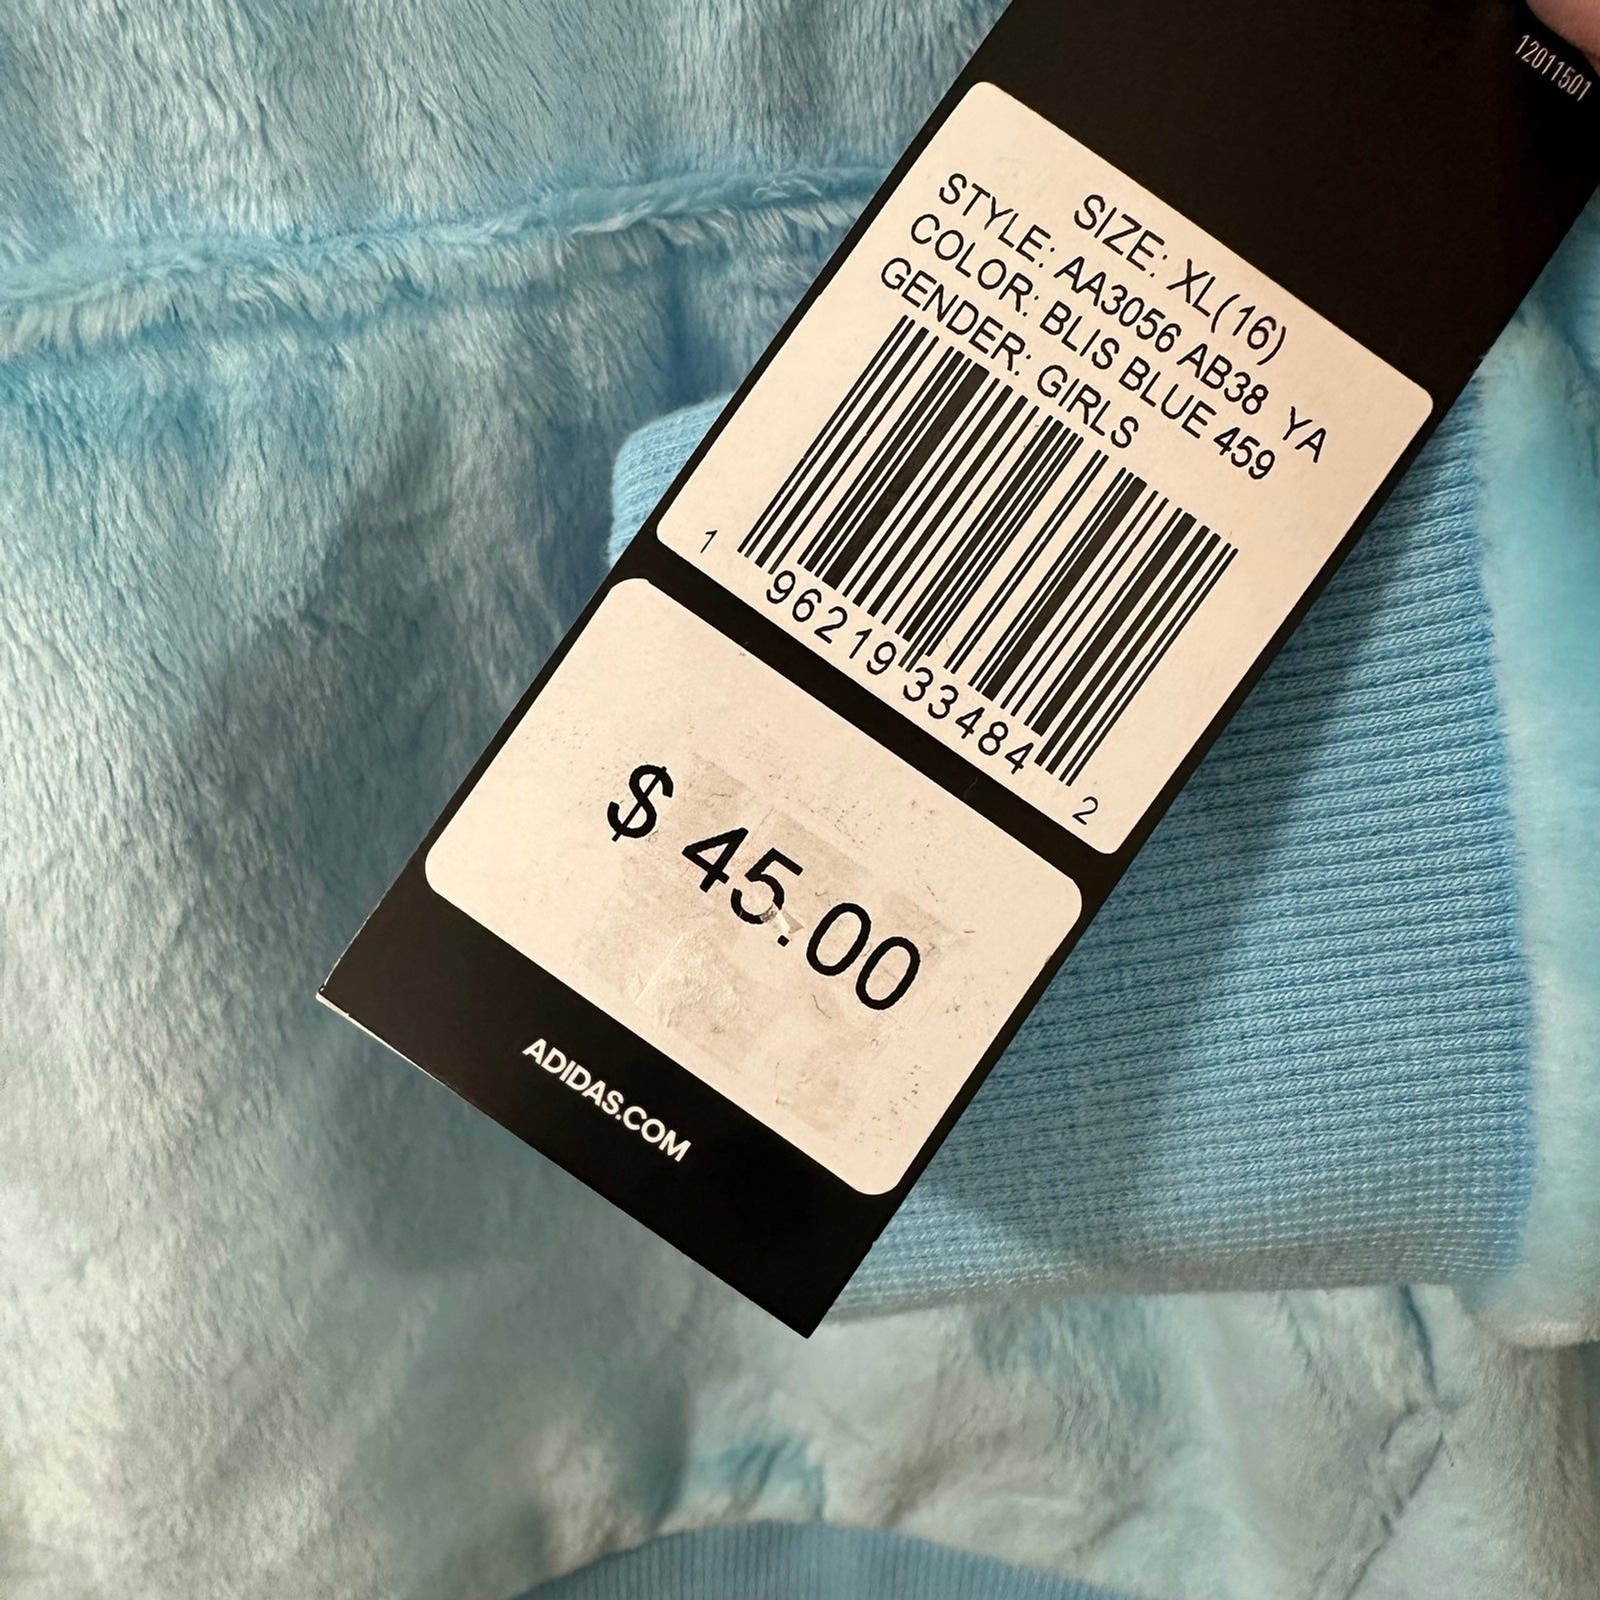 12011501
SIZE: XL(16)
STYLE: AA3056 AB38 YA
COLOR: BLIS BLUE 459
GENDER: GIRLS
1 96219 33484 2
$ 45.00
ADIDAS.COM